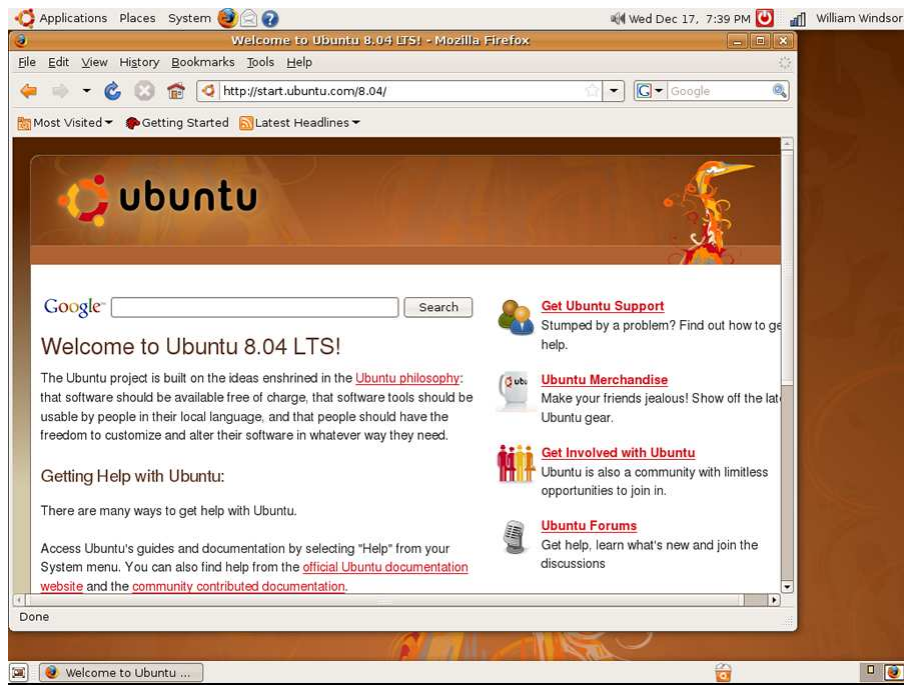 Applications Places System Wed Dec 17, 7:39 PM William Windsor
Welcome to Ubuntu 8.04 LTS! - Mozilla Firefox
File Edit View History Bookmarks Tools Help
http://start.ubuntu.com/8.04/ G Google
Most Visited Getting Started Latest Headlines
ubuntu
Google Search
Welcome to Ubuntu 8.04 LTS!
The Ubuntu project is built on the ideas enshrined in the Ubuntu philosophy:
that software should be available free of charge, that software tools should be
usable by people in their local language, and that people should have the
freedom to customize and alter their software in whatever way they need.
Getting Help with Ubuntu:
There are many ways to get help with Ubuntu.
Access Ubuntu's guides and documentation by selecting "Help" from your
System menu. You can also find help from the official Ubuntu documentation
website and the community contributed documentation.
Get Ubuntu Support
Stumped by a problem? Find out how to ge
help.
Ubuntu Merchandise
Make your friends jealous! Show off the lat
Ubuntu gear.
Get Involved with Ubuntu
Ubuntu is also a community with limitless
opportunities to join in.
Ubuntu Forums
Get help, learn what's new and join the
discussions
Done
Welcome to Ubuntu ...